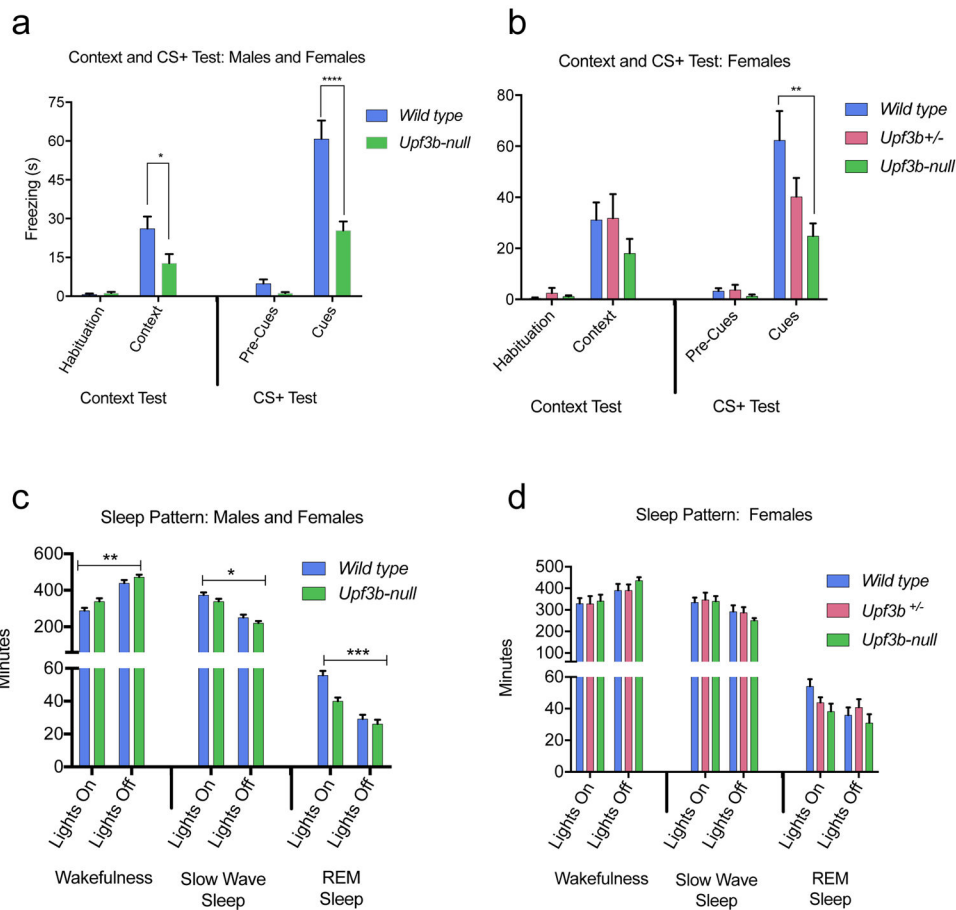 a
Context and CS+ Test: Males and Females
Freezing (s)
75
60
45
30
15
0
*
****
Wild type
Upf3b-null
Habituation
Context
Pre-Cues
Cues
Context Test
CS+ Test
b
Context and CS+ Test: Females
80
60
40
20
0
**
Wild type
Upf3b+/-
Upf3b-null
Habituation
Context
Pre-Cues
Cues
Context Test
CS+ Test
c
Sleep Pattern: Males and Females
Minutes
600
400
200
60
40
20
0
**
*
***
Wild type
Upf3b-null
Lights On
Lights Off
Lights On
Lights Off
Lights On
Lights Off
Wakefulness
Slow Wave
Sleep
REM
Sleep
d
Sleep Pattern: Females
Minutes
500
400
300
200
100
60
40
20
0
Wild type
Upf3b +/-
Upf3b-null
Lights On
Lights Off
Lights On
Lights Off
Lights On
Lights Off
Wakefulness
Slow Wave
Sleep
REM
Sleep